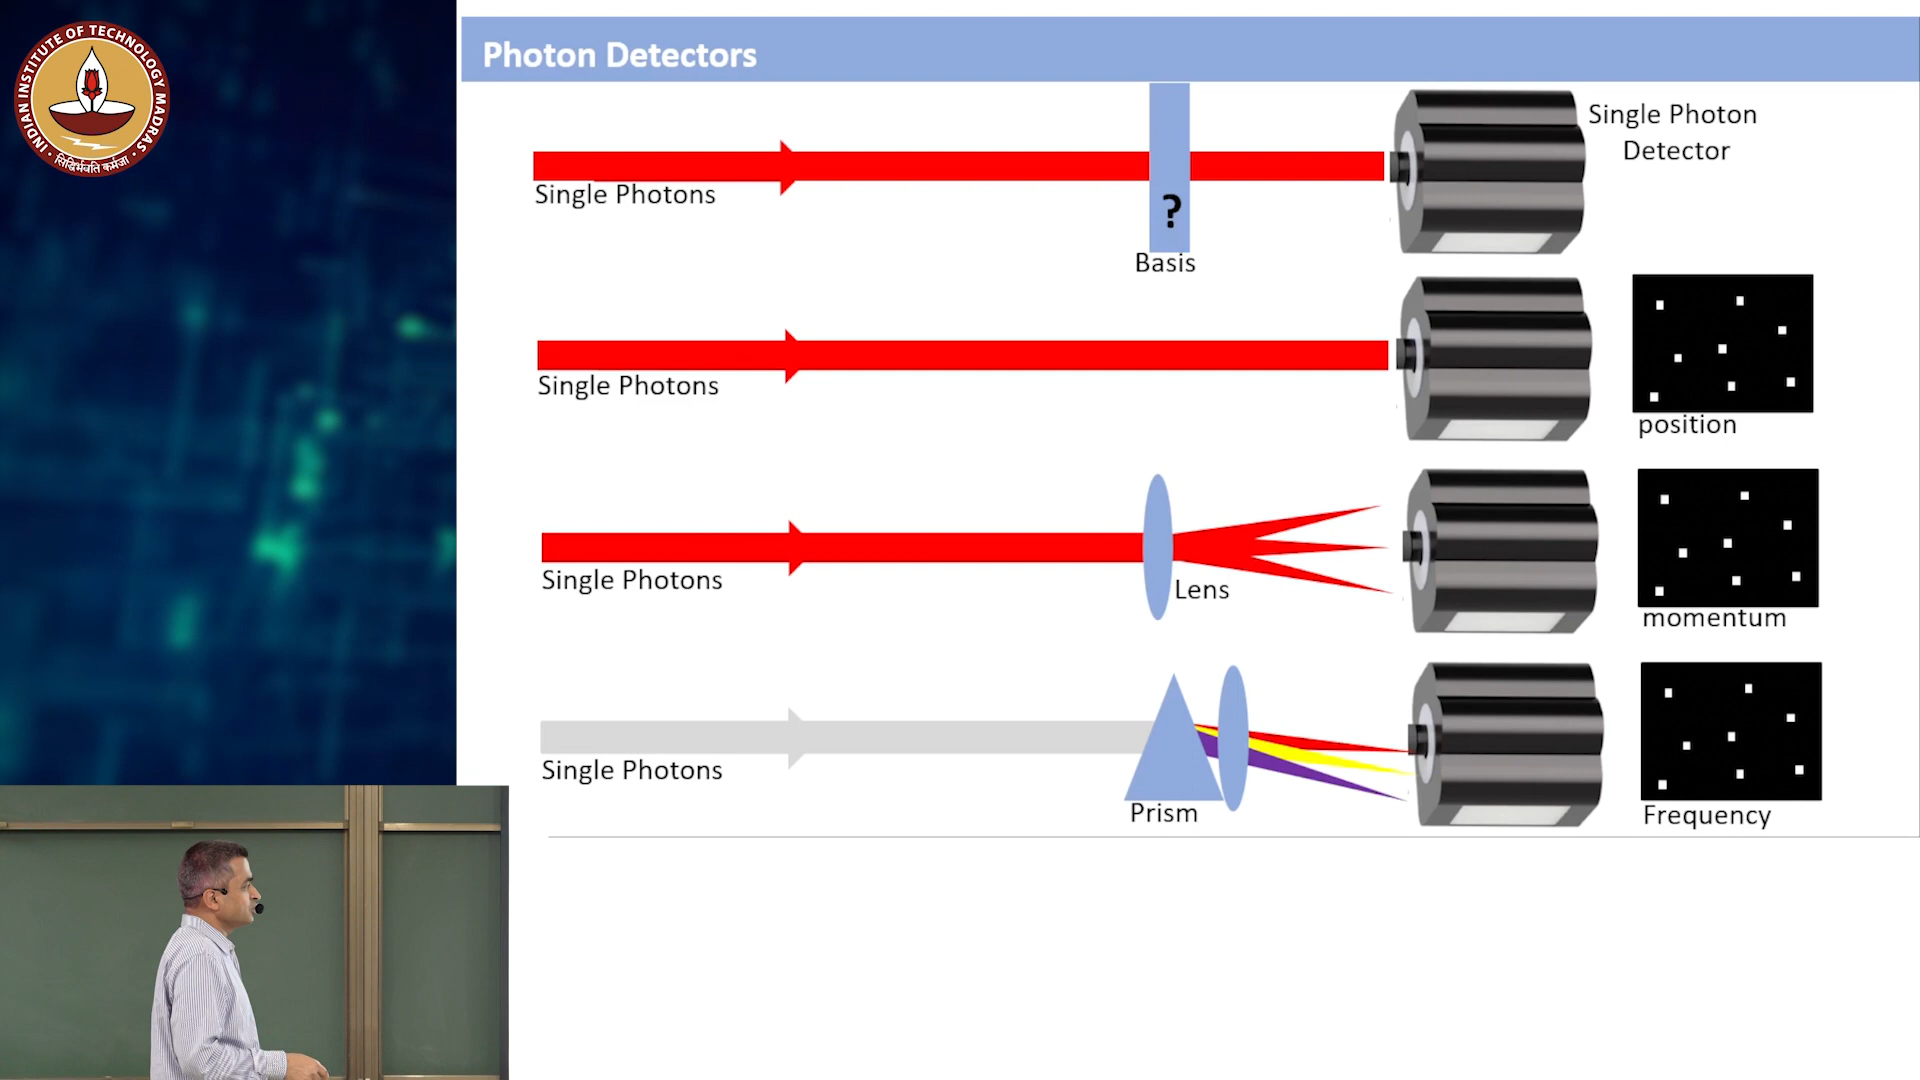 INDIAN INSTITUTE OF TECHNOLOGY MADRAS
सिद्धिर्भवति कर्मजा
Photon Detectors
Single Photons
?
Basis
Single Photon
Detector
Single Photons
position
Single Photons
Lens
momentum
Single Photons
Prism
Frequency